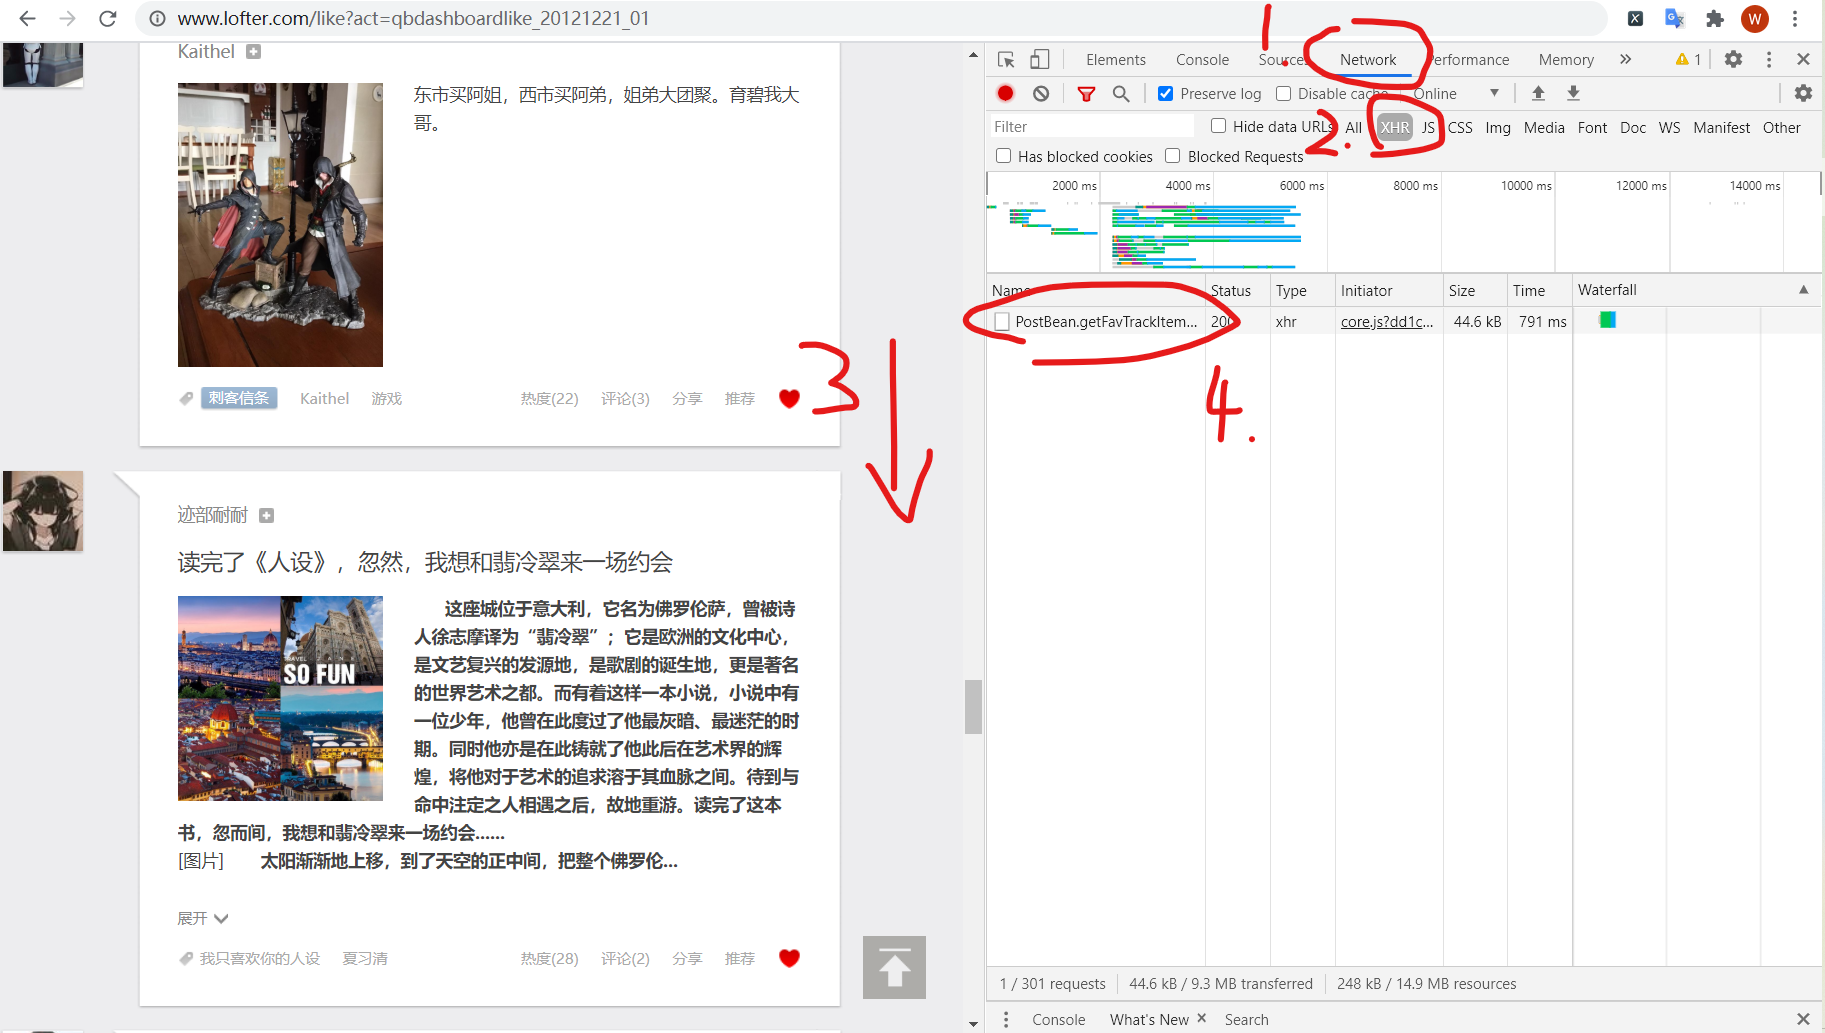 www.lofter.com/like?act=qbdashboardlike_20121221_01
W
Kaithel
东市买阿姐，西市买阿弟，姐弟大团聚。育碧我大
哥。
刺客信条 Kaithel 游戏 热度(22) 评论(3) 分享 推荐
3
迹部耐耐
读完了《人设》，忽然，我想和翡冷翠来一场约会
TRAVEL
SO FUN
这座城位于意大利，它名为佛罗伦萨，曾被诗
人徐志摩译为“翡冷翠”；它是欧洲的文化中心，
是文艺复兴的发源地，是歌剧的诞生地，更是著名
的世界艺术之都。而有着这样一本小说，小说中有
一位少年，他曾在此度过了他最灰暗、最迷茫的时
期。同时他亦是在此铸就了他此后在艺术界的辉
煌，将他对于艺术的追求溶于其血脉之间。待到与
命中注定之人相遇之后，故地重游。读完了这本
书，忽而间，我想和翡冷翠来一场约会......
[图片] 太阳渐渐地上移，到了天空的正中间，把整个佛罗伦...
展开
我只喜欢你的人设 夏习清 热度(28) 评论(2) 分享 推荐
1.
Elements Console Sources Network Performance Memory » 1
Preserve log Disable cache Online
Filter Hide data URLs All XHR JS CSS Img Media Font Doc WS Manifest Other
2.
Has blocked cookies Blocked Requests
2000 ms 4000 ms 6000 ms 8000 ms 10000 ms 12000 ms 14000 ms
Name Status Type Initiator Size Time Waterfall
PostBean.getFavTrackItem... 200 xhr core.js?dd1c... 44.6 kB 791 ms
4.
1 / 301 requests 44.6 kB / 9.3 MB transferred 248 kB / 14.9 MB resources
Console What's New Search